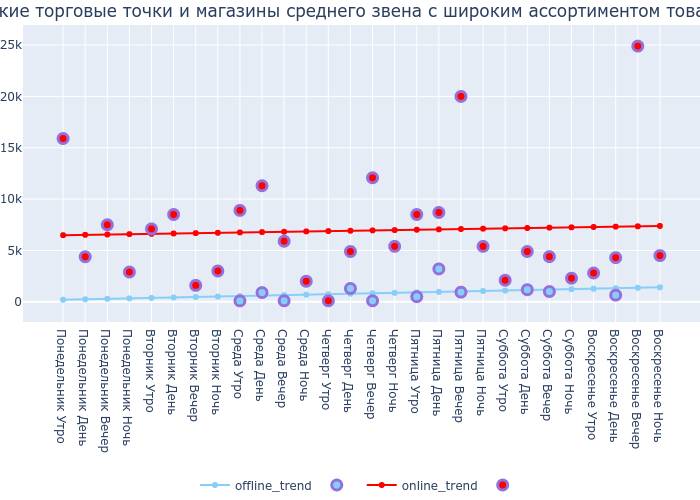 кие торговые точки и магазины среднего звена с широким ассортиментом това
25k
20k
15k
10k
5k
0
Понедельник Утро
Понедельник День
Понедельник Вечер
Понедельник Ночь
Вторник Утро
Вторник День
Вторник Вечер
Вторник Ночь
Среда Утро
Среда День
Среда Вечер
Среда Ночь
Четверг Утро
Четверг День
Четверг Вечер
Четверг Ночь
Пятница Утро
Пятница День
Пятница Вечер
Пятница Ночь
Суббота Утро
Суббота День
Суббота Вечер
Суббота Ночь
Воскресенье Утро
Воскресенье День
Воскресенье Вечер
Воскресенье Ночь
offline_trend
online_trend